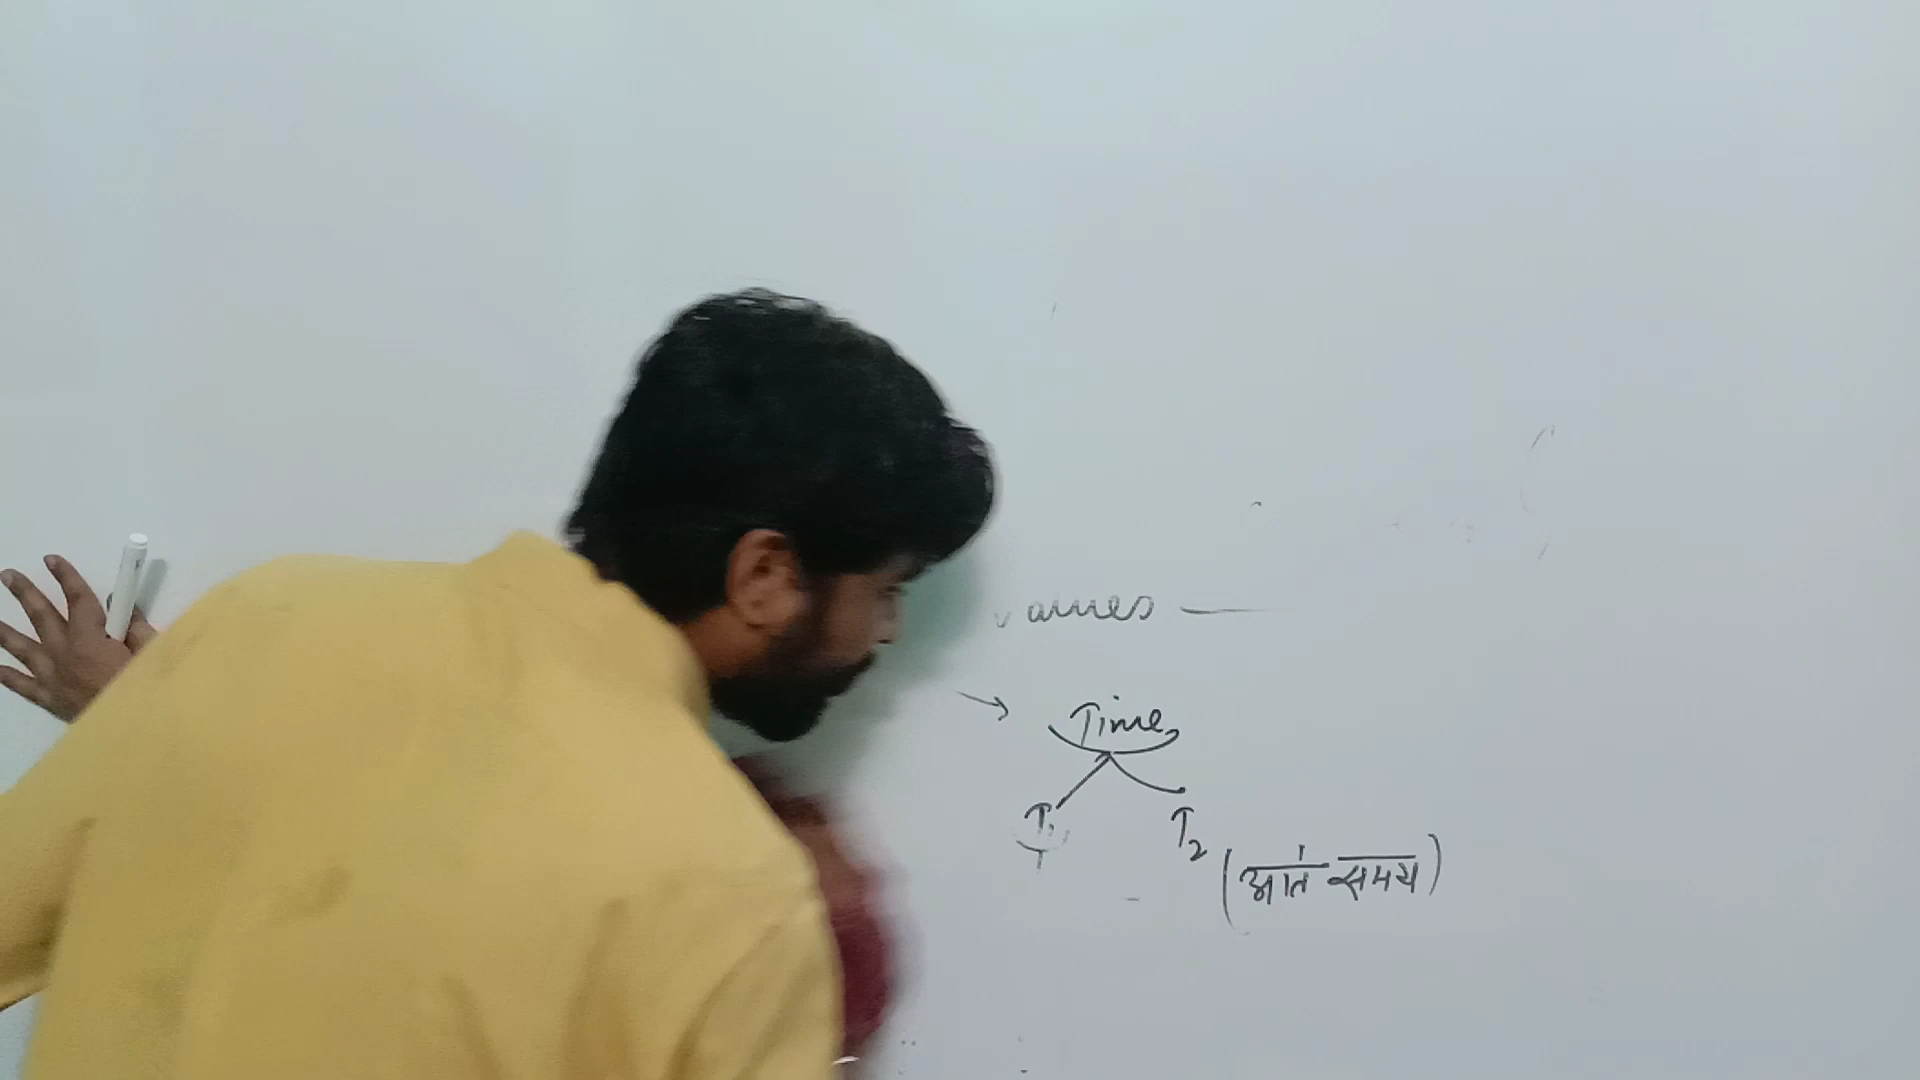 values —
→ Time
T₁ T₂
(आंत समय)